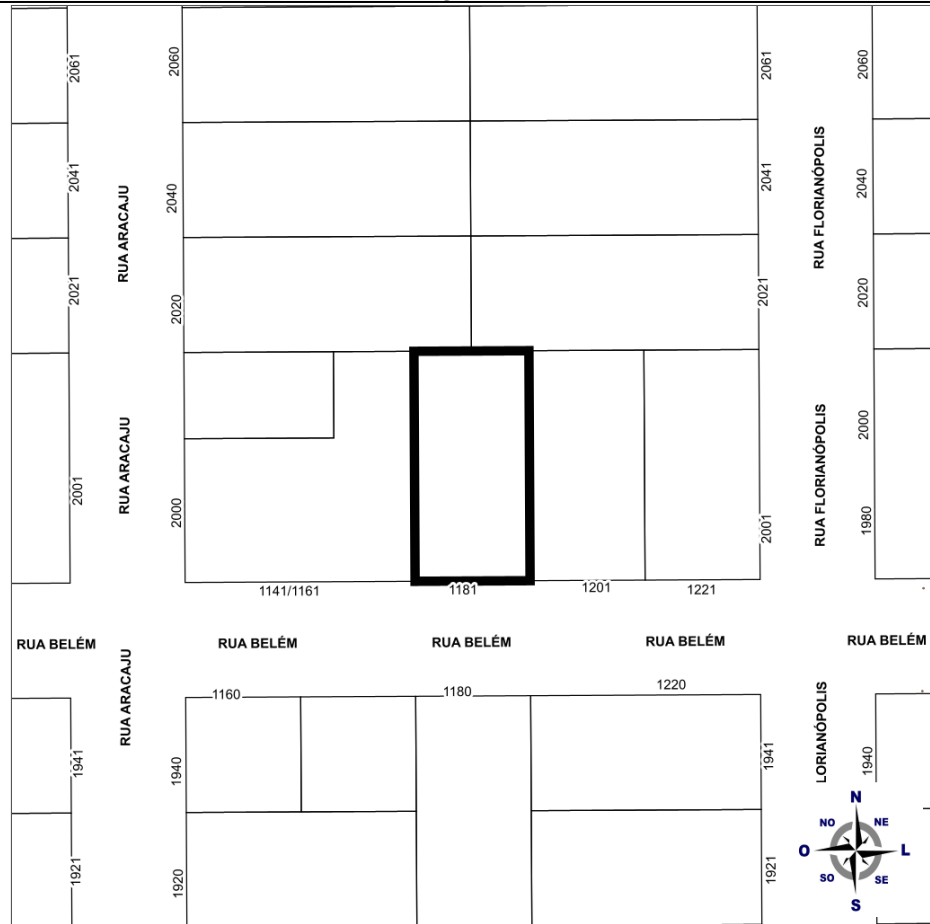 2061
2060
2061
2060
2041
2040
2041
2040
RUA ARACAJU
RUA FLORIANÓPOLIS
2021
2020
2021
2020
RUA ARACAJU
RUA FLORIANÓPOLIS
2000
2001
2000
2001
1980
1141/1161
1181
1201
1221
RUA BELÉM
RUA BELÉM
RUA BELÉM
RUA BELÉM
RUA BELÉM
RUA ARACAJU
1160
1180
1220
LORIANÓPOLIS
1941
1940
1941
1940
N
NO
NE
O
L
SO
SE
S
1921
1920
1921